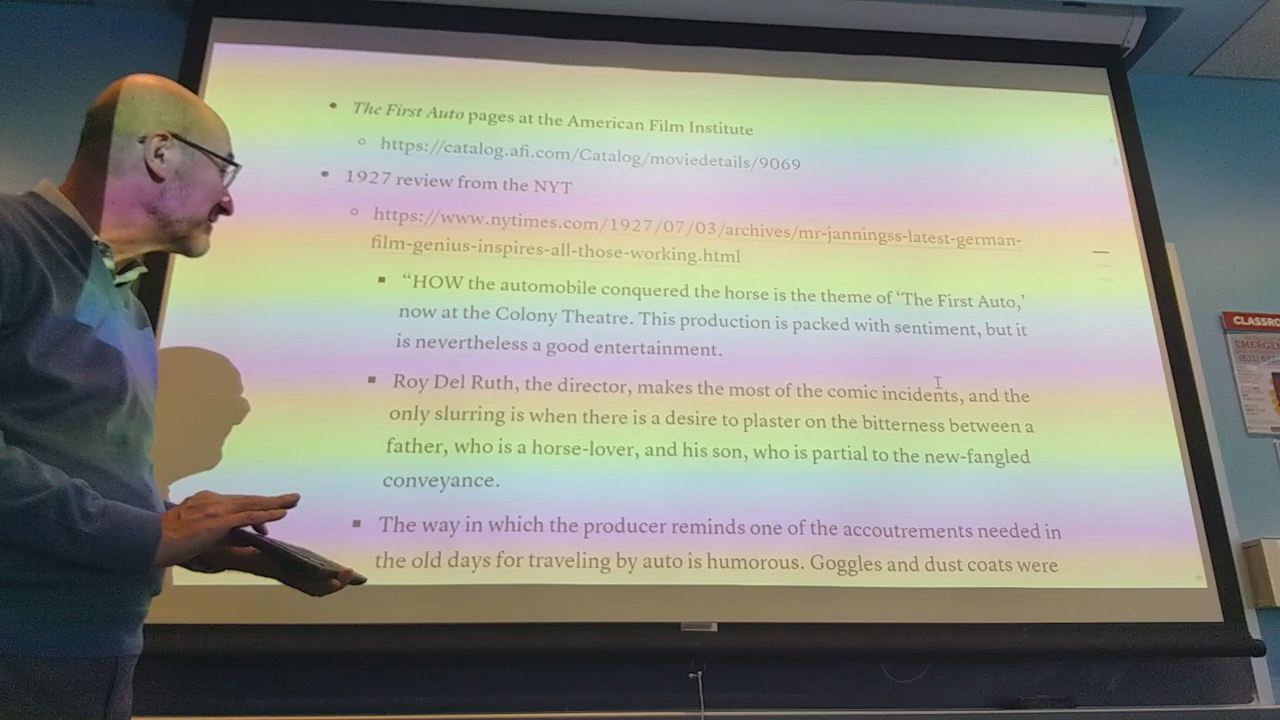 • The First Auto pages at the American Film Institute
◦ https://catalog.afi.com/Catalog/moviedetails/9069
• 1927 review from the NYT
◦ https://www.nytimes.com/1927/07/03/archives/mr-janningss-latest-german-
film-genius-inspires-all-those-working.html
▪ “HOW the automobile conquered the horse is the theme of ‘The First Auto,’
now at the Colony Theatre. This production is packed with sentiment, but it
is nevertheless a good entertainment.
▪ Roy Del Ruth, the director, makes the most of the comic incidents, and the
only slurring is when there is a desire to plaster on the bitterness between a
father, who is a horse-lover, and his son, who is partial to the new-fangled
conveyance.
▪ The way in which the producer reminds one of the accoutrements needed in
the old days for traveling by auto is humorous. Goggles and dust coats were